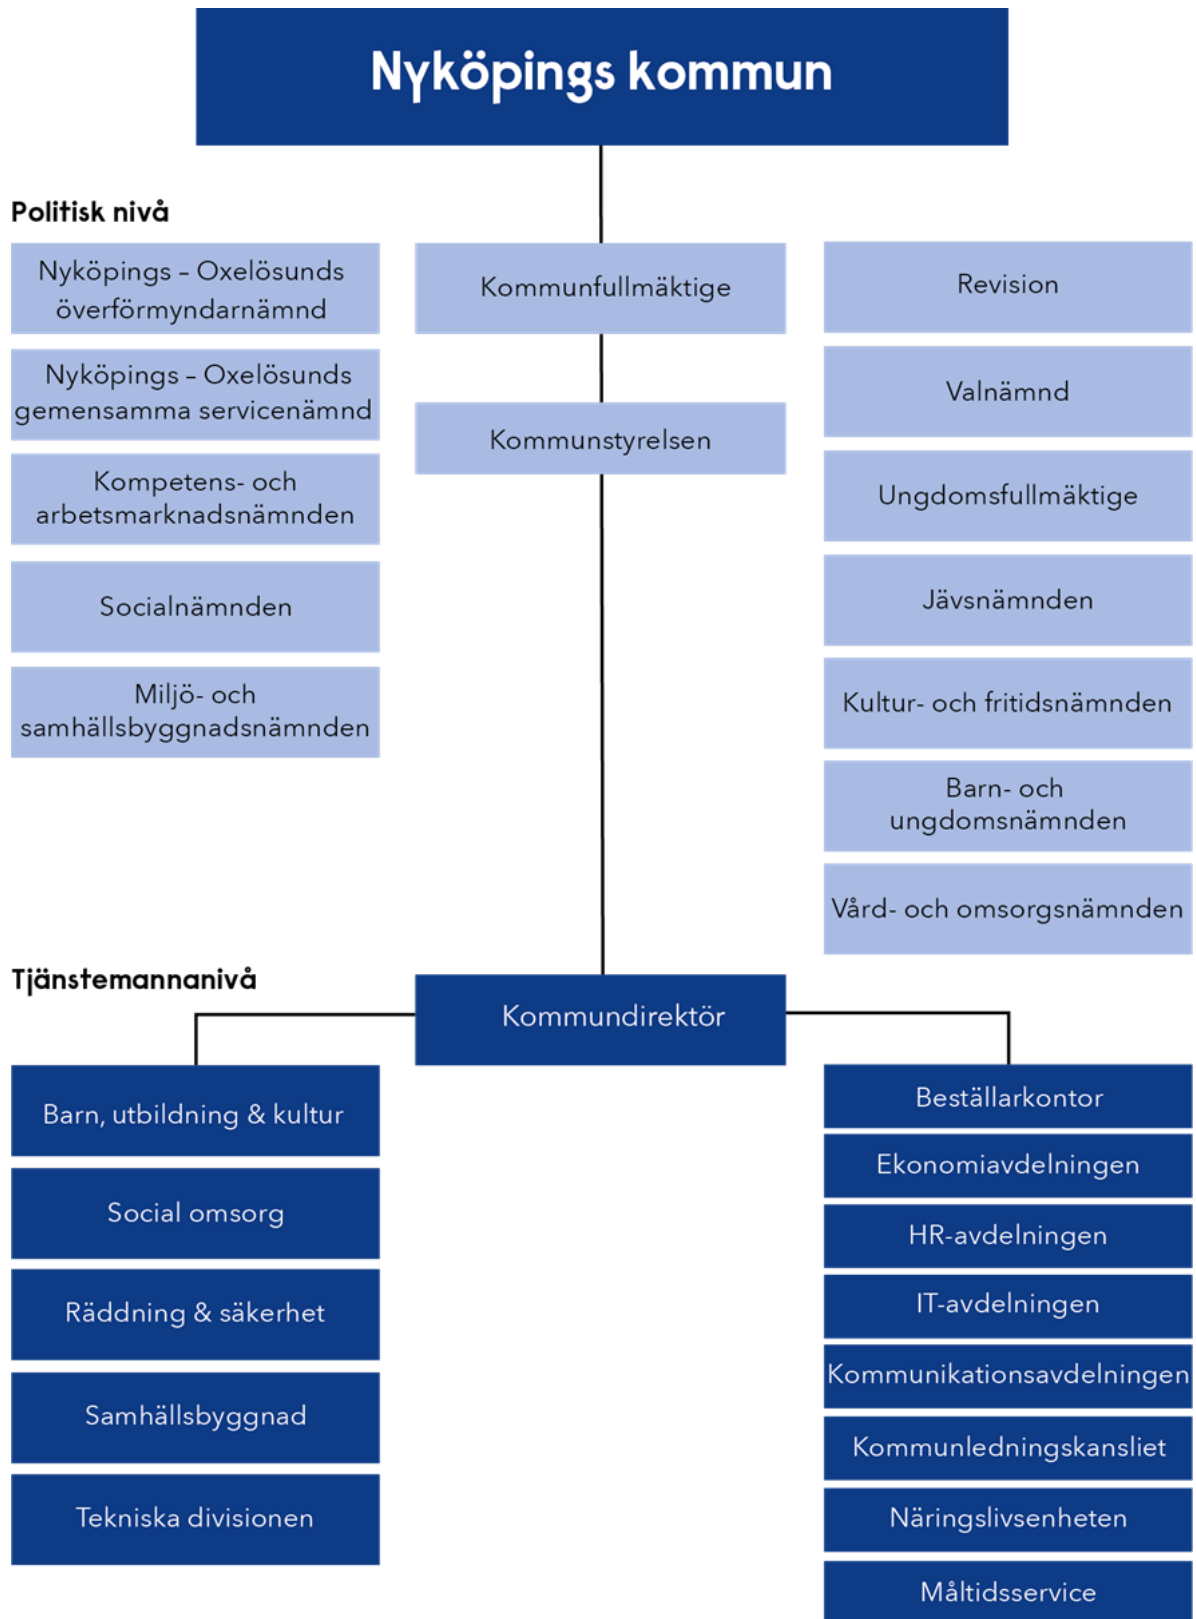 Nyköpings kommun
Politisk nivå
Nyköpings – Oxelösunds
överförmyndarnämnd
Nyköpings – Oxelösunds
gemensamma servicenämnd
Kompetens- och
arbetsmarknadsnämnden
Socialnämnden
Miljö- och
samhällsbyggnadsnämnden
Kommunfullmäktige
Kommunstyrelsen
Revision
Valnämnd
Ungdomsfullmäktige
Jävsnämnden
Kultur- och fritidsnämnden
Barn- och
ungdomsnämnden
Vård- och omsorgsnämnden
Tjänstemannanivå
Kommundirektör
Barn, utbildning & kultur
Social omsorg
Räddning & säkerhet
Samhällsbyggnad
Tekniska divisionen
Beställarkontor
Ekonomiavdelningen
HR-avdelningen
IT-avdelningen
Kommunikationsavdelningen
Kommunledningskansliet
Näringslivsenheten
Måltidsservice